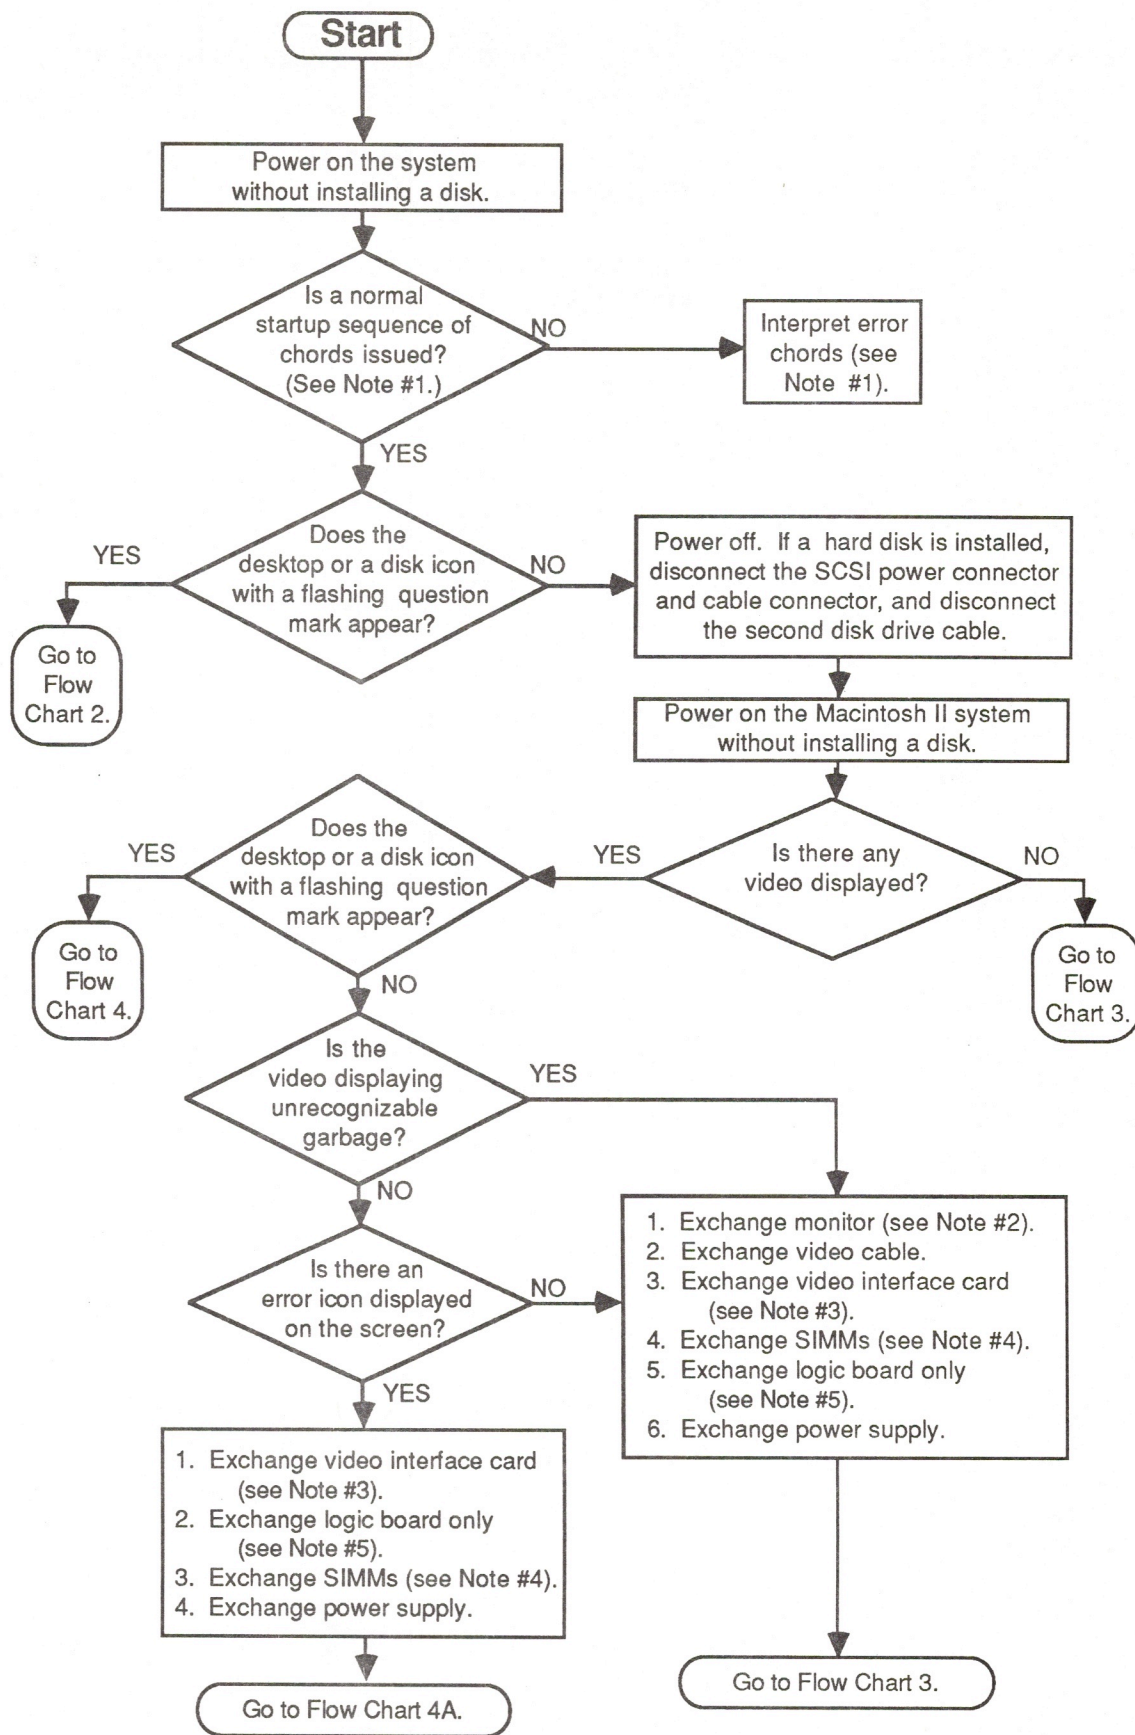 Start
Power on the system
without installing a disk.
Is a normal
startup sequence of
chords issued?
(See Note #1.)
NO
Interpret error
chords (see
Note #1).
YES
Does the
desktop or a disk icon
with a flashing question
mark appear?
YES
Go to
Flow
Chart 2.
NO
Power off. If a hard disk is installed,
disconnect the SCSI power connector
and cable connector, and disconnect
the second disk drive cable.
Power on the Macintosh II system
without installing a disk.
Is there any
video displayed?
NO
Go to
Flow
Chart 3.
YES
Does the
desktop or a disk icon
with a flashing question
mark appear?
YES
Go to
Flow
Chart 4.
NO
Is the
video displaying
unrecognizable
garbage?
YES
NO
Is there an
error icon displayed
on the screen?
NO
1. Exchange monitor (see Note #2).
2. Exchange video cable.
3. Exchange video interface card
(see Note #3).
4. Exchange SIMMs (see Note #4).
5. Exchange logic board only
(see Note #5).
6. Exchange power supply.
YES
1. Exchange video interface card
(see Note #3).
2. Exchange logic board only
(see Note #5).
3. Exchange SIMMs (see Note #4).
4. Exchange power supply.
Go to Flow Chart 3.
Go to Flow Chart 4A.